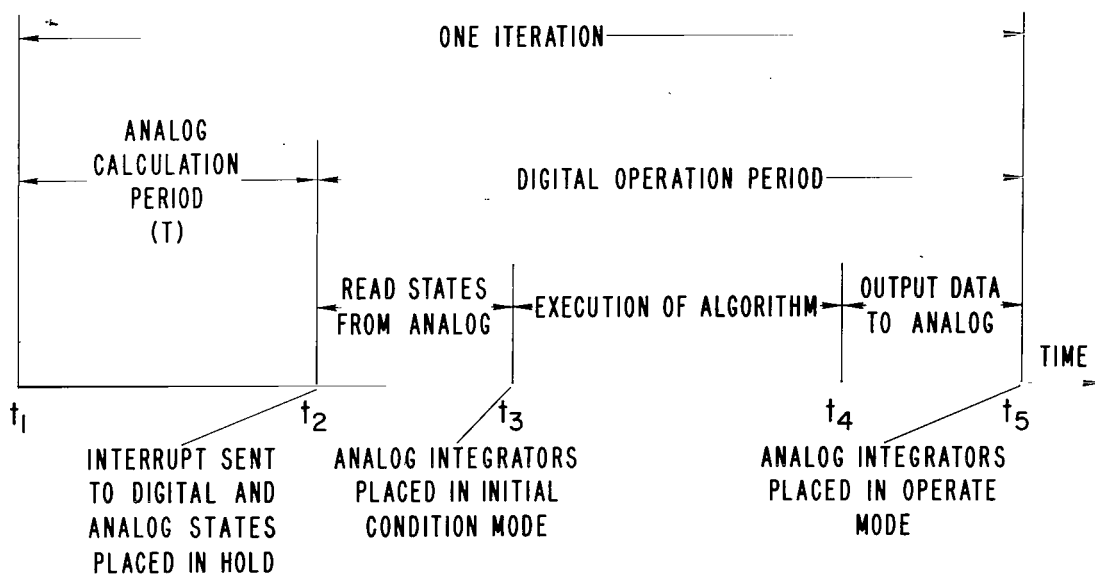 ONE ITERATION
ANALOG
CALCULATION
PERIOD
(T)
DIGITAL OPERATION PERIOD
READ STATES
FROM ANALOG
EXECUTION OF ALGORITHM
OUTPUT DATA
TO ANALOG
TIME
t1
t2
t3
t4
t5
INTERRUPT SENT
TO DIGITAL AND
ANALOG STATES
PLACED IN HOLD
ANALOG INTEGRATORS
PLACED IN INITIAL
CONDITION MODE
ANALOG INTEGRATORS
PLACED IN OPERATE
MODE